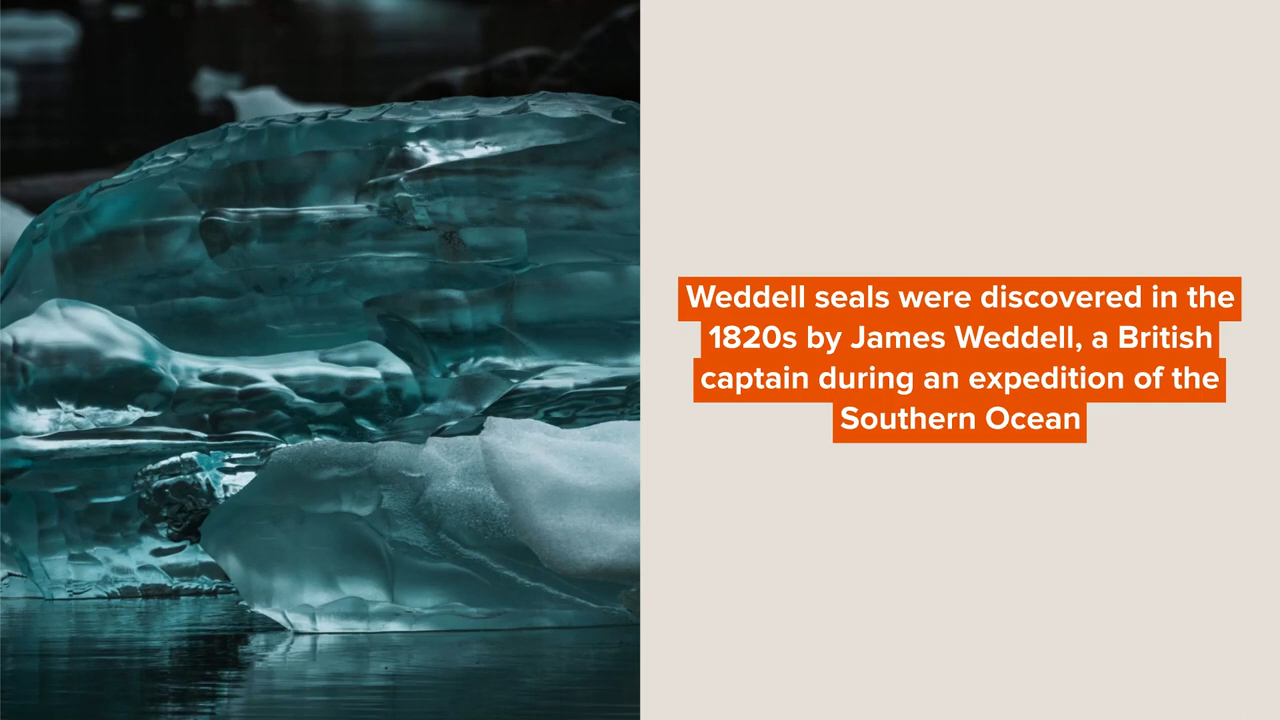 Weddell seals were discovered in the
1820s by James Weddell, a British
captain during an expedition of the
Southern Ocean